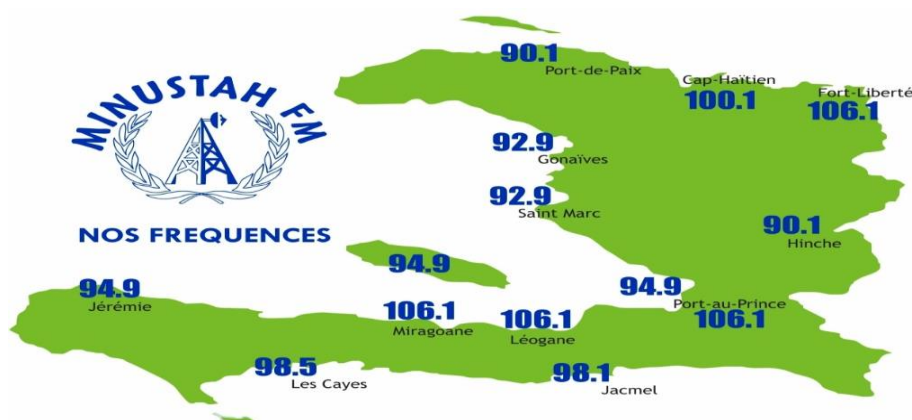 MINUSTAH FM
NOS FREQUENCES
90.1
Port-de-Paix
Cap-Haïtien
100.1
Fort-Liberté
106.1
92.9
Gonaïves
92.9
Saint Marc
90.1
Hinche
94.9
94.9
Jérémie
94.9
Port-au-Prince
106.1
106.1
Miragoane
106.1
Léogane
98.5
Les Cayes
98.1
Jacmel